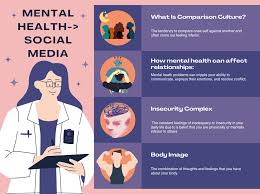 MENTAL
HEALTH->
SOCIAL
MEDIA
What is Comparison Culture?
The tendency to compare ones self against another and
often claims out feeling inferior.
How mental health can affect
relationships:
Mental health problems can cripple your ability to
communicate, express their emotions, and resolve conflict.
Insecurity Complex
The constant feelings of inadequacy or insecurity in your
daily life due to a belief that you are physically or mentally
inferior to others
Body Image
The combination of thoughts and feelings that you have
about your body.